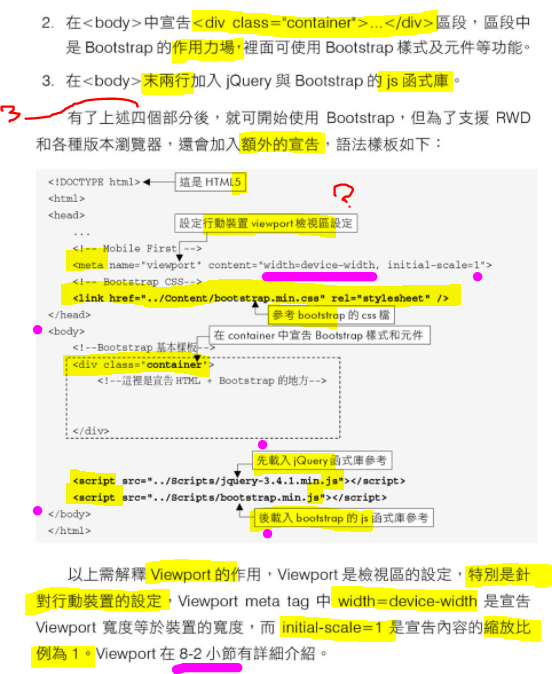 2. 在<body>中宣告<div class="container">...</div>區段，區段中
是 Bootstrap 的作用力場，裡面可使用 Bootstrap 樣式及元件等功能。
3. 在<body>末兩行加入 jQuery 與 Bootstrap 的 js 函式庫。
3
有了上述四個部分後，就可開始使用 Bootstrap，但為了支援 RWD
和各種版本瀏覽器，還會加入額外的宣告，語法樣板如下：
?
<!DOCTYPE html> 這是 HTML5
<html>
<head>
設定行動裝置 viewport 檢視區設定
...
<!-- Mobile First -->
<meta name="viewport" content="width=device-width, initial-scale=1">
<!-- Bootstrap CSS-->
<link href="../Content/bootstrap.min.css" rel="stylesheet" />
</head> 參考 bootstrap 的 css 檔
<body> 在 container 中宣告 Bootstrap 樣式和元件
<!--Bootstrap 基本樣板-->
<div class="container">
<!--這裡是宣告 HTML + Bootstrap 的地方-->
</div>
先載入 jQuery 函式庫參考
<script src="../Scripts/jquery-3.4.1.min.js"></script>
<script src="../Scripts/bootstrap.min.js"></script>
</body> 後載入 bootstrap 的 js 函式庫參考
</html>
以上需解釋 Viewport 的作用，Viewport 是檢視區的設定，特別是針
對行動裝置的設定，Viewport meta tag 中 width=device-width 是宣告
Viewport 寬度等於裝置的寬度，而 initial-scale=1 是宣告內容的縮放比
例為 1。Viewport 在 8-2 小節有詳細介紹。